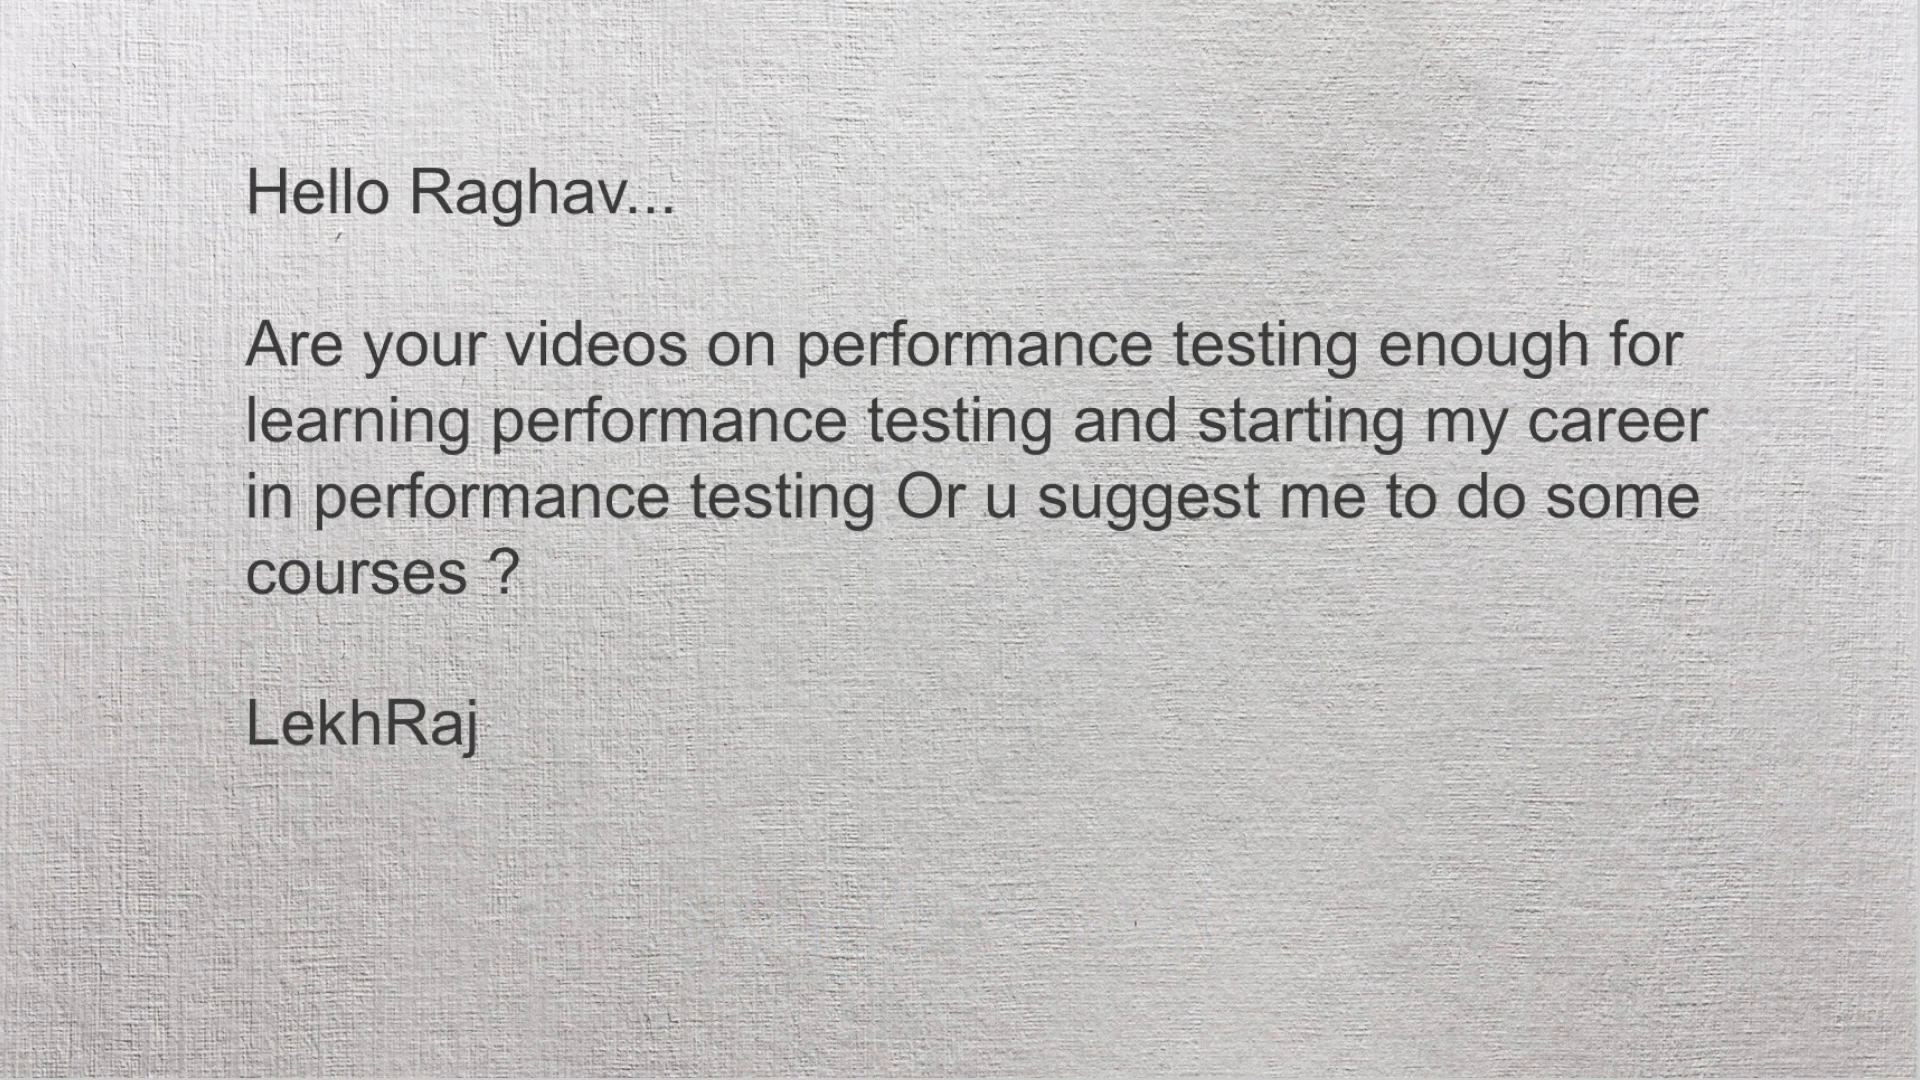 Hello Raghav...
Are your videos on performance testing enough for
learning performance testing and starting my career
in performance testing Or u suggest me to do some
courses ?
LekhRaj